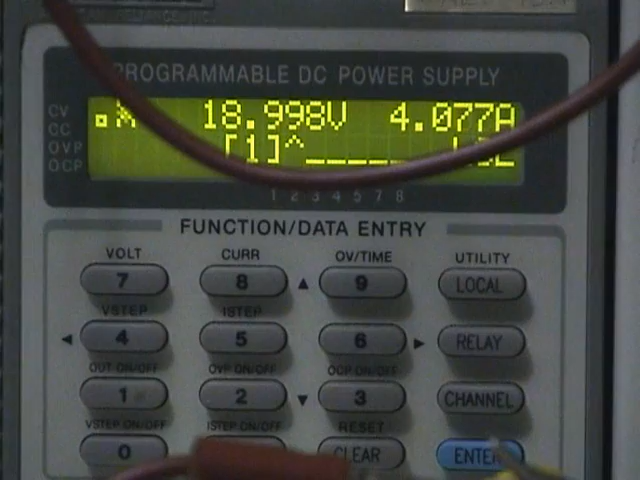 PROGRAMMABLE DC POWER SUPPLY
CV
CC
OVP
OCP
18.998V 4.077A
[1]^_____
1 2 3 4 5 6 7 8
FUNCTION/DATA ENTRY
VOLT CURR OV/TIME UTILITY
7 8 9 LOCAL
VSTEP ISTEP
4 5 6 RELAY
OUT ON/OFF OVP ON/OFF OCP ON/OFF
1 2 3 CHANNEL
VSTEP ON/OFF ISTEP ON/OFF RESET
0 CLEAR ENTER